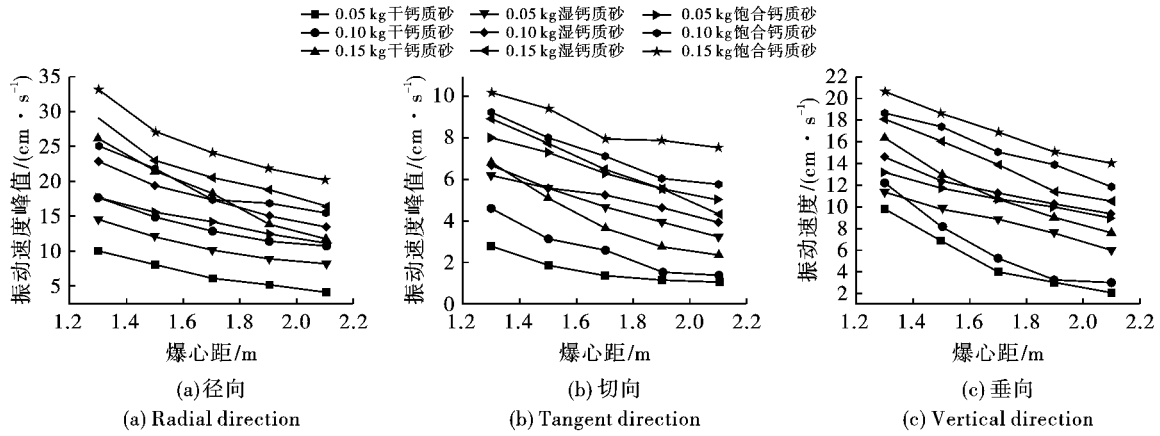 0.05 kg干钙质砂 0.05 kg湿钙质砂 0.05 kg饱合钙质砂
0.10 kg干钙质砂 0.10 kg湿钙质砂 0.10 kg饱合钙质砂
0.15 kg干钙质砂 0.15 kg湿钙质砂 0.15 kg饱合钙质砂
振动速度峰值/(cm·s⁻¹)
35
30
25
20
15
10
5
1.2 1.4 1.6 1.8 2.0 2.2
爆心距/m
(a)径向
(a) Radial direction
振动速度峰值/(cm·s⁻¹)
10
8
6
4
2
0
1.2 1.4 1.6 1.8 2.0 2.2
爆心距/m
(b)切向
(b) Tangent direction
振动速度/(cm·s⁻¹)
22
20
18
16
14
12
10
8
6
4
2
1.2 1.4 1.6 1.8 2.0 2.2
爆心距/m
(c)垂向
(c) Vertical direction